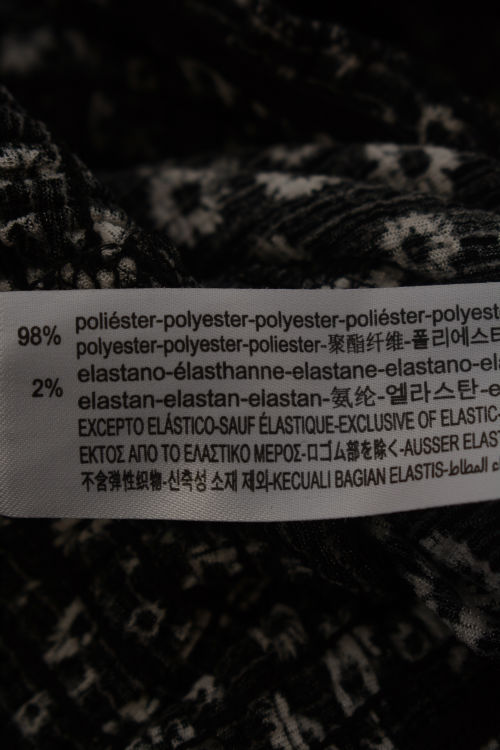 98% poliéster-polyester-polyester-poliéster-polyest
polyester-polyester-poliester-聚酯纤维-폴리에스
2% elastano-élasthanne-elastane-elastano-el
elastan-elastan-elastan-氨纶-엘라스탄-e
EXCEPTO ELÁSTICO-SAUF ÉLASTIQUE-EXCLUSIVE OF ELASTIC-
ΕΚΤΟΣ ΑΠΟ ΤΟ ΕΛΑΣΤΙΚΟ ΜΕΡΟΣ-ロゴム部を除く-AUSSER ELAS
不含弹性织物-신축성 소재 제외-KECUALI BAGIAN ELASTIS-المطاط